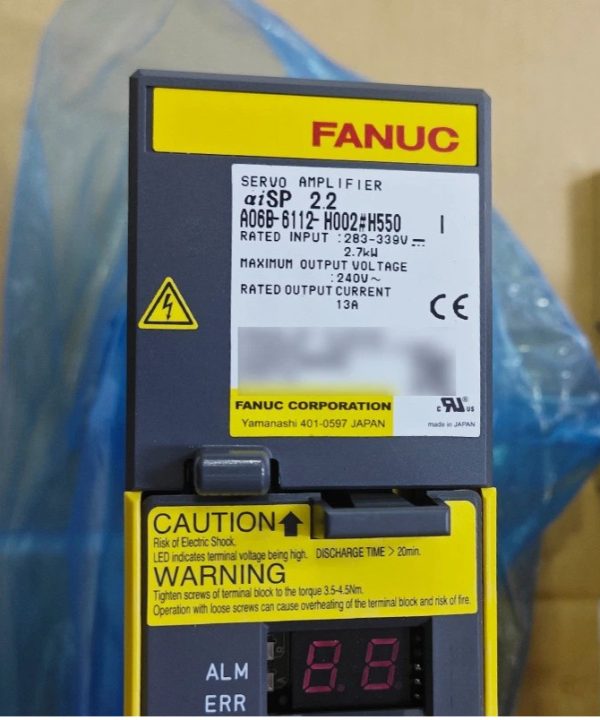 FANUC
SERVO AMPLIFIER
αiSP 2.2
A06B-6112-H002#H550 I
RATED INPUT :283-339V⎓
2.7kW
MAXIMUM OUTPUT VOLTAGE
:240V~
RATED OUTPUT CURRENT
13A
CE
FANUC CORPORATION
Yamanashi 401-0597 JAPAN
c RU® US
made in JAPAN
CAUTION
Risk of Electric Shock.
LED indicates terminal voltage being high. DISCHARGE TIME > 20min.
WARNING
Tighten screws of terminal block to the torque 3.5-4.5Nm.
Operation with loose screws can cause overheating of the terminal block and risk of fire.
ALM
ERR
8.8.